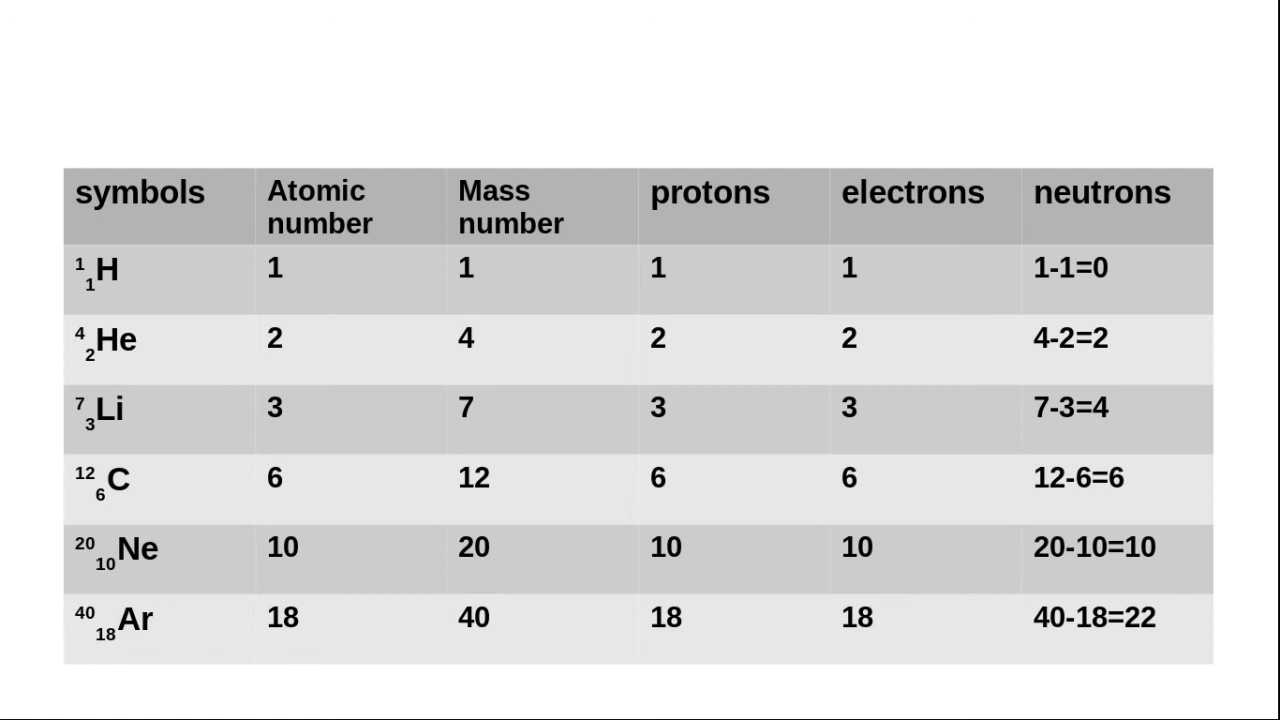 symbols Atomic number Mass number protons electrons neutrons
¹₁H 1 1 1 1 1-1=0
⁴₂He 2 4 2 2 4-2=2
⁷₃Li 3 7 3 3 7-3=4
¹²₆C 6 12 6 6 12-6=6
²⁰₁₀Ne 10 20 10 10 20-10=10
⁴⁰₁₈Ar 18 40 18 18 40-18=22